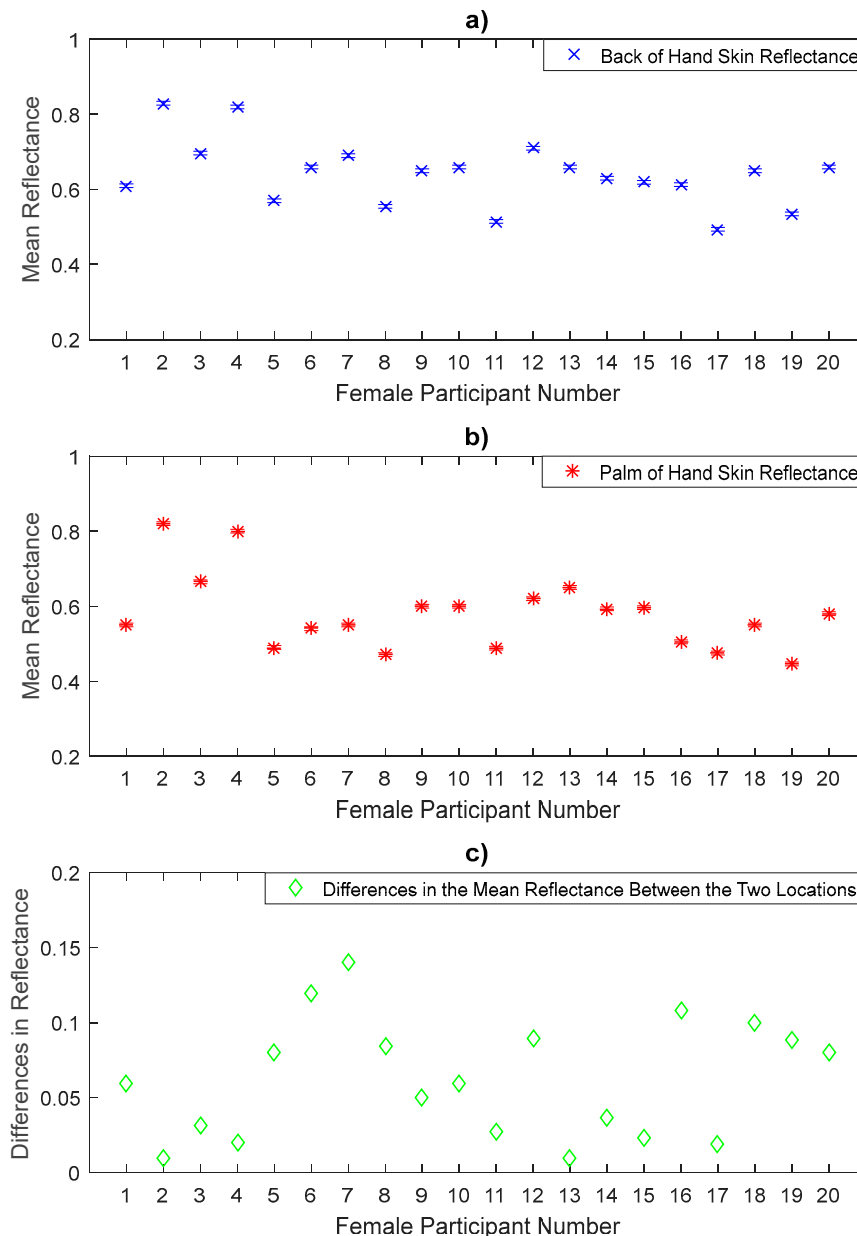 a)
1
Back of Hand Skin Reflectance
0.8
0.6
0.4
0.2
Mean Reflectance
1 2 3 4 5 6 7 8 9 10 11 12 13 14 15 16 17 18 19 20
Female Participant Number
b)
1
Palm of Hand Skin Reflectance
0.8
0.6
0.4
0.2
Mean Reflectance
1 2 3 4 5 6 7 8 9 10 11 12 13 14 15 16 17 18 19 20
Female Participant Number
c)
0.2
Differences in the Mean Reflectance Between the Two Locations
0.15
0.1
0.05
0
Differences in Reflectance
1 2 3 4 5 6 7 8 9 10 11 12 13 14 15 16 17 18 19 20
Female Participant Number